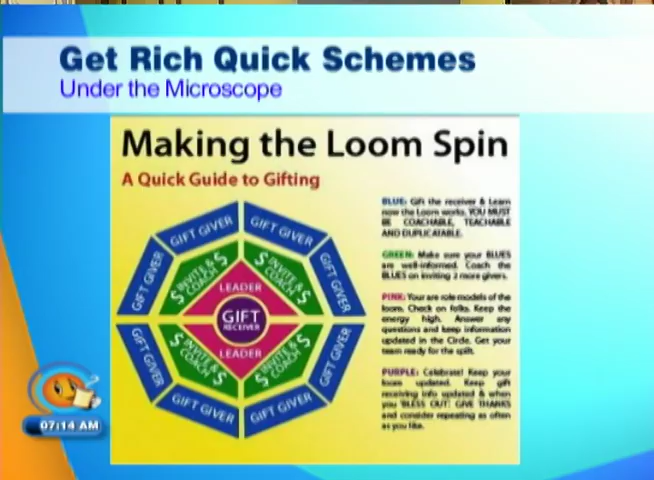 Get Rich Quick Schemes
Under the Microscope
Making the Loom Spin
A Quick Guide to Gifting
GIFT GIVER
GIFT GIVER
GIFT GIVER
GIFT GIVER
$ INVITE & COACH $
$ INVITE & COACH $
LEADER
GIFT
RECEIVER
LEADER
$ INVITE & COACH $
$ INVITE & COACH $
GIFT GIVER
GIFT GIVER
GIFT GIVER
GIFT GIVER
BLUE: Gift the receiver & Learn
how the Loom works. YOU MUST
BE COACHABLE, TEACHABLE
AND DUPLICATABLE.
GREEN: Make sure your BLUES
are well-informed. Coach the
BLUES on inviting 2 more givers.
PINK: Your are role models of the
loom. Check on folks. Keep the
energy high. Answer any
questions and keep information
updated in the Circle. Get your
team ready for the split.
PURPLE: Celebrate! Keep your
loom updated. Keep gift
receiving info updated & when
you 'BLESS OUT' GIVE THANKS
and consider repeating as often
as you like.
07:14 AM